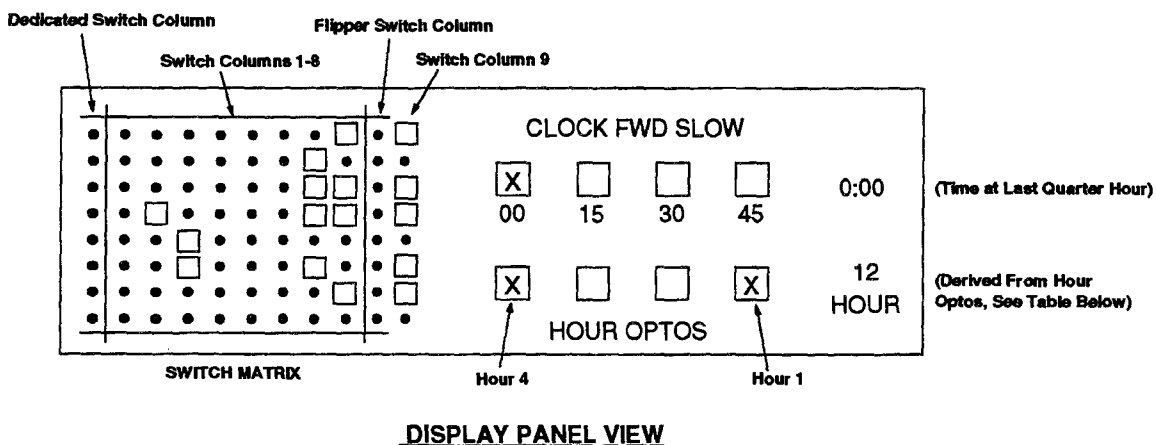 Dedicated Switch Column
Flipper Switch Column
Switch Columns 1-8
Switch Column 9
CLOCK FWD SLOW
X
00 15 30 45
0:00
(Time at Last Quarter Hour)
X X
12
HOUR
(Derived From Hour
Optos, See Table Below)
HOUR OPTOS
SWITCH MATRIX
Hour 4
Hour 1
DISPLAY PANEL VIEW